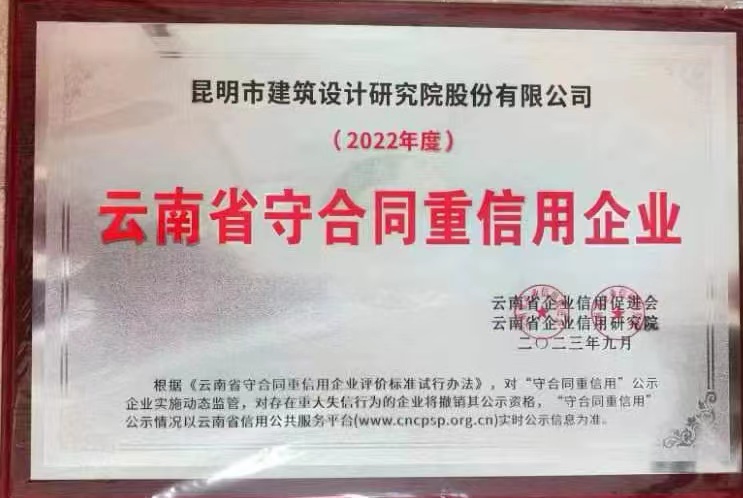 昆明市建筑设计研究院股份有限公司
（2022年度）
云南省守合同重信用企业
云南省企业信用促进会
云南省企业信用研究院
二〇二三年九月
根据《云南省守合同重信用企业评价标准试行办法》，对“守合同重信用”公示
企业实施动态监管，对存在重大失信行为的企业将撤销其公示资格，“守合同重信用”
公示情况以云南省信用公共服务平台(www.cncpsp.org.cn)实时公示信息为准。